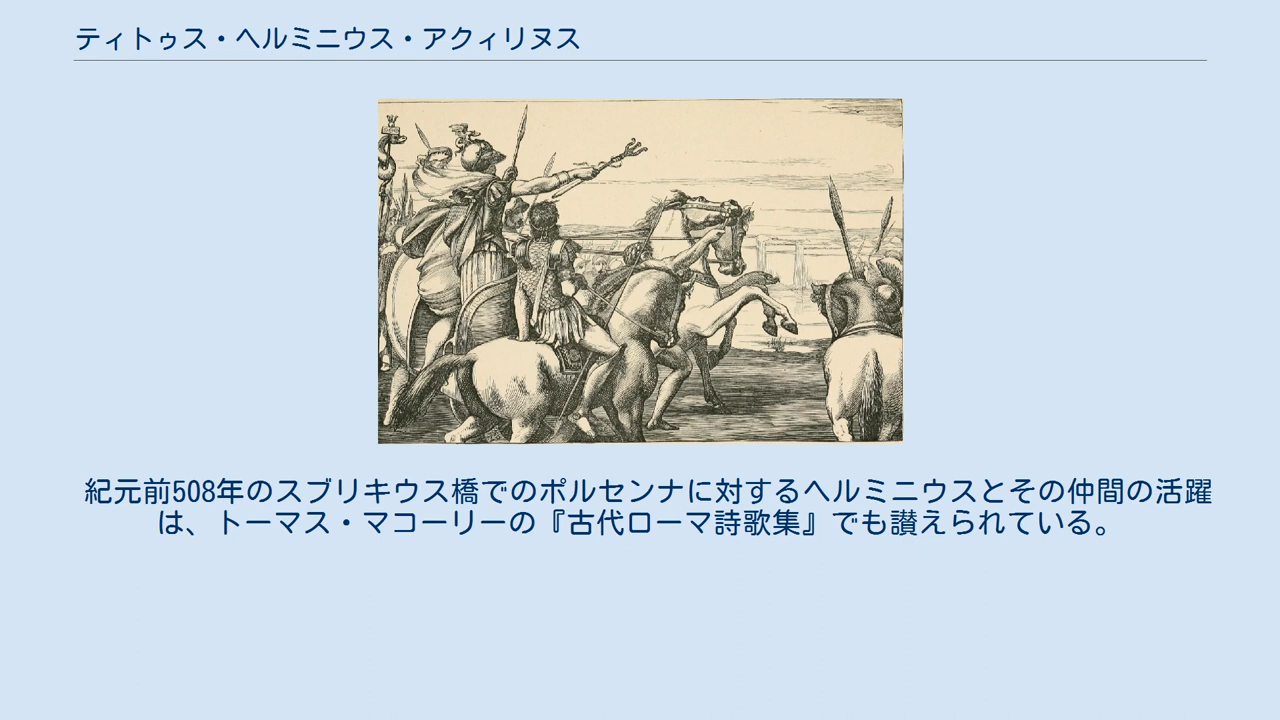 ティトゥス・ヘルミニウス・アクィリヌス
紀元前508年のスブリキウス橋でのポルセンナに対するヘルミニウスとその仲間の活躍
は、トーマス・マコーリーの『古代ローマ詩歌集』でも讃えられている。